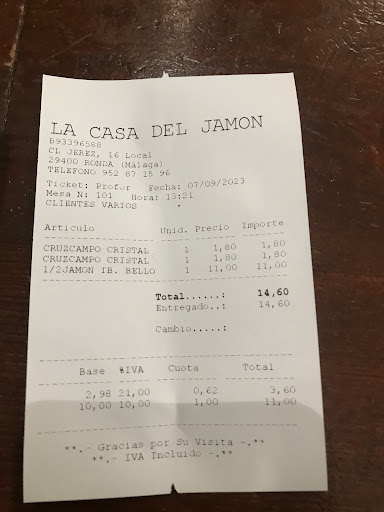 LA CASA DEL JAMON
B93396588
CL JEREZ, 16 Local
29400 RONDA (Málaga)
TELEFONO 952 87 15 96
Ticket: Profor Fecha: 07/09/2023
Mesa N: 101 Hora: 13:21
CLIENTES VARIOS
Artículo Unid. Precio Importe
CRUZCAMPO CRISTAL 1 1,80 1,80
CRUZCAMPO CRISTAL 1 1,80 1,80
1/2JAMON IB. BELLO 1 11,00 11,00
Total......: 14,60
Entregado..: 14,60
Cambio.....:
Base %IVA Cuota Total
2,98 21,00 0,62 3,60
10,00 10,00 1,00 11,00
**.- Gracias por Su Visita -.**
**.- IVA Incluido -.**